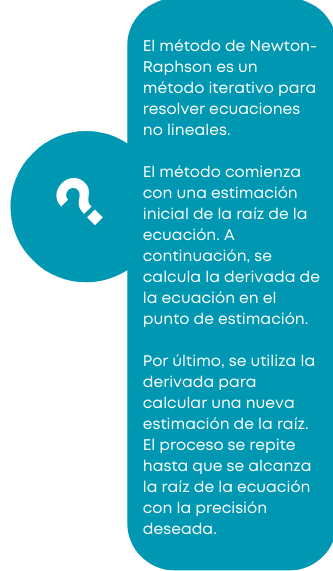 El método de Newton-
Raphson es un
método iterativo para
resolver ecuaciones
no lineales.
El método comienza
con una estimación
inicial de la raíz de la
ecuación. A
continuación, se
calcula la derivada de
la ecuación en el
punto de estimación.
Por último, se utiliza la
derivada para
calcular una nueva
estimación de la raíz.
El proceso se repite
hasta que se alcanza
la raíz de la ecuación
con la precisión
deseada.